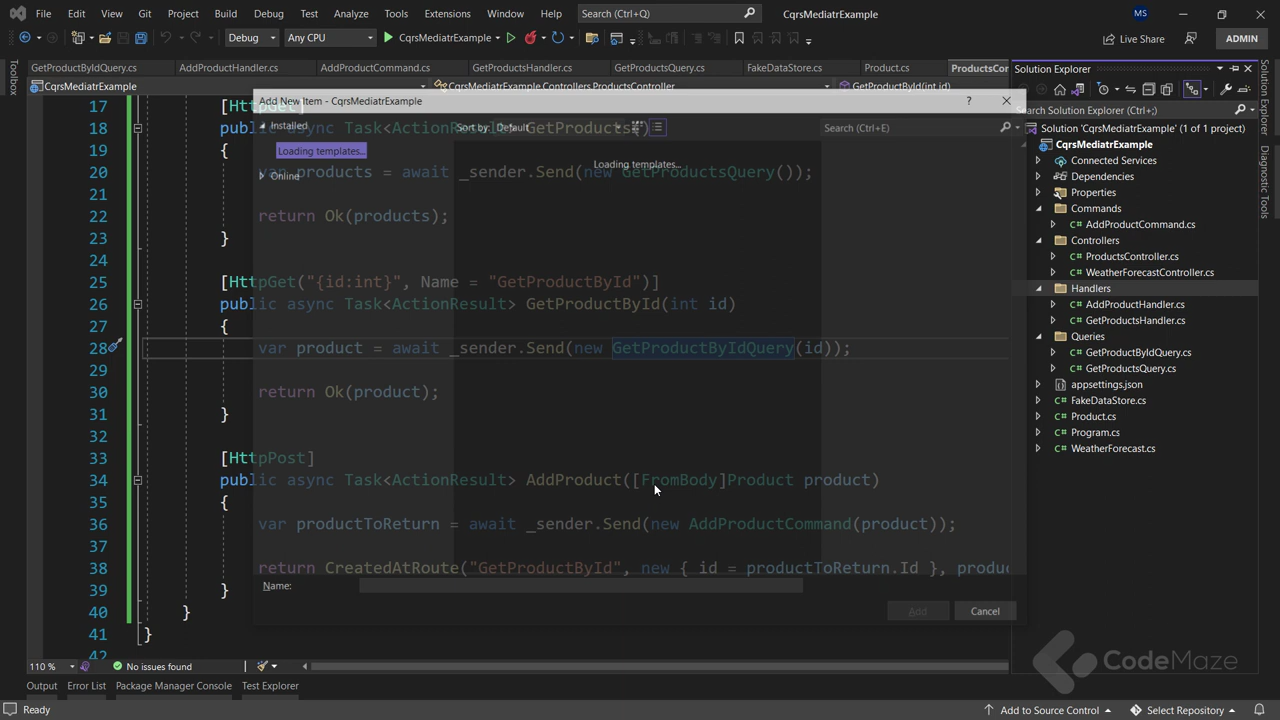 File Edit View Git Project Build Debug Test Analyze Tools Extensions Window Help Search (Ctrl+Q) CqrsMediatrExample MS
Debug Any CPU CqrsMediatrExample Live Share ADMIN
Toolbox
GetProductByIdQuery.cs AddProductHandler.cs AddProductCommand.cs GetProductsHandler.cs GetProductsQuery.cs FakeDataStore.cs Product.cs ProductsCon
CqrsMediatrExample CqrsMediatrExample.Controllers.ProductsController GetProductById(int id)
Add New Item - CqrsMediatrExample ? 
Installed
Sort by: Default Search (Ctrl+E)
Loading templates...
Loading templates...
Online
Name:
Add Cancel
17 [HttpGet]
18 public async Task<ActionResult> GetProducts()
19 {
20 var products = await _sender.Send(new GetProductsQuery());
21
22 return Ok(products);
23 }
24
25 [HttpGet("{id:int}", Name = "GetProductById")]
26 public async Task<ActionResult> GetProductById(int id)
27 {
28 var product = await _sender.Send(new GetProductByIdQuery(id));
29
30 return Ok(product);
31 }
32
33 [HttpPost]
34 public async Task<ActionResult> AddProduct([FromBody]Product product)
35 {
36 var productToReturn = await _sender.Send(new AddProductCommand(product));
37
38 return CreatedAtRoute("GetProductById", new { id = productToReturn.Id }, produc
39 }
40 }
41 }
42
110 % No issues found
Solution Explorer
Search Solution Explorer (Ctrl+;)
Solution 'CqrsMediatrExample' (1 of 1 project)
CqrsMediatrExample
Connected Services
Dependencies
Properties
Commands
C# AddProductCommand.cs
Controllers
C# ProductsController.cs
C# WeatherForecastController.cs
Handlers
C# AddProductHandler.cs
C# GetProductsHandler.cs
Queries
C# GetProductByIdQuery.cs
C# GetProductsQuery.cs
appsettings.json
C# FakeDataStore.cs
C# Product.cs
C# Program.cs
C# WeatherForecast.cs
Solution Explorer
Diagnostic Tools
CodeMaze
Output Error List Package Manager Console Test Explorer
Ready Add to Source Control Select Repository